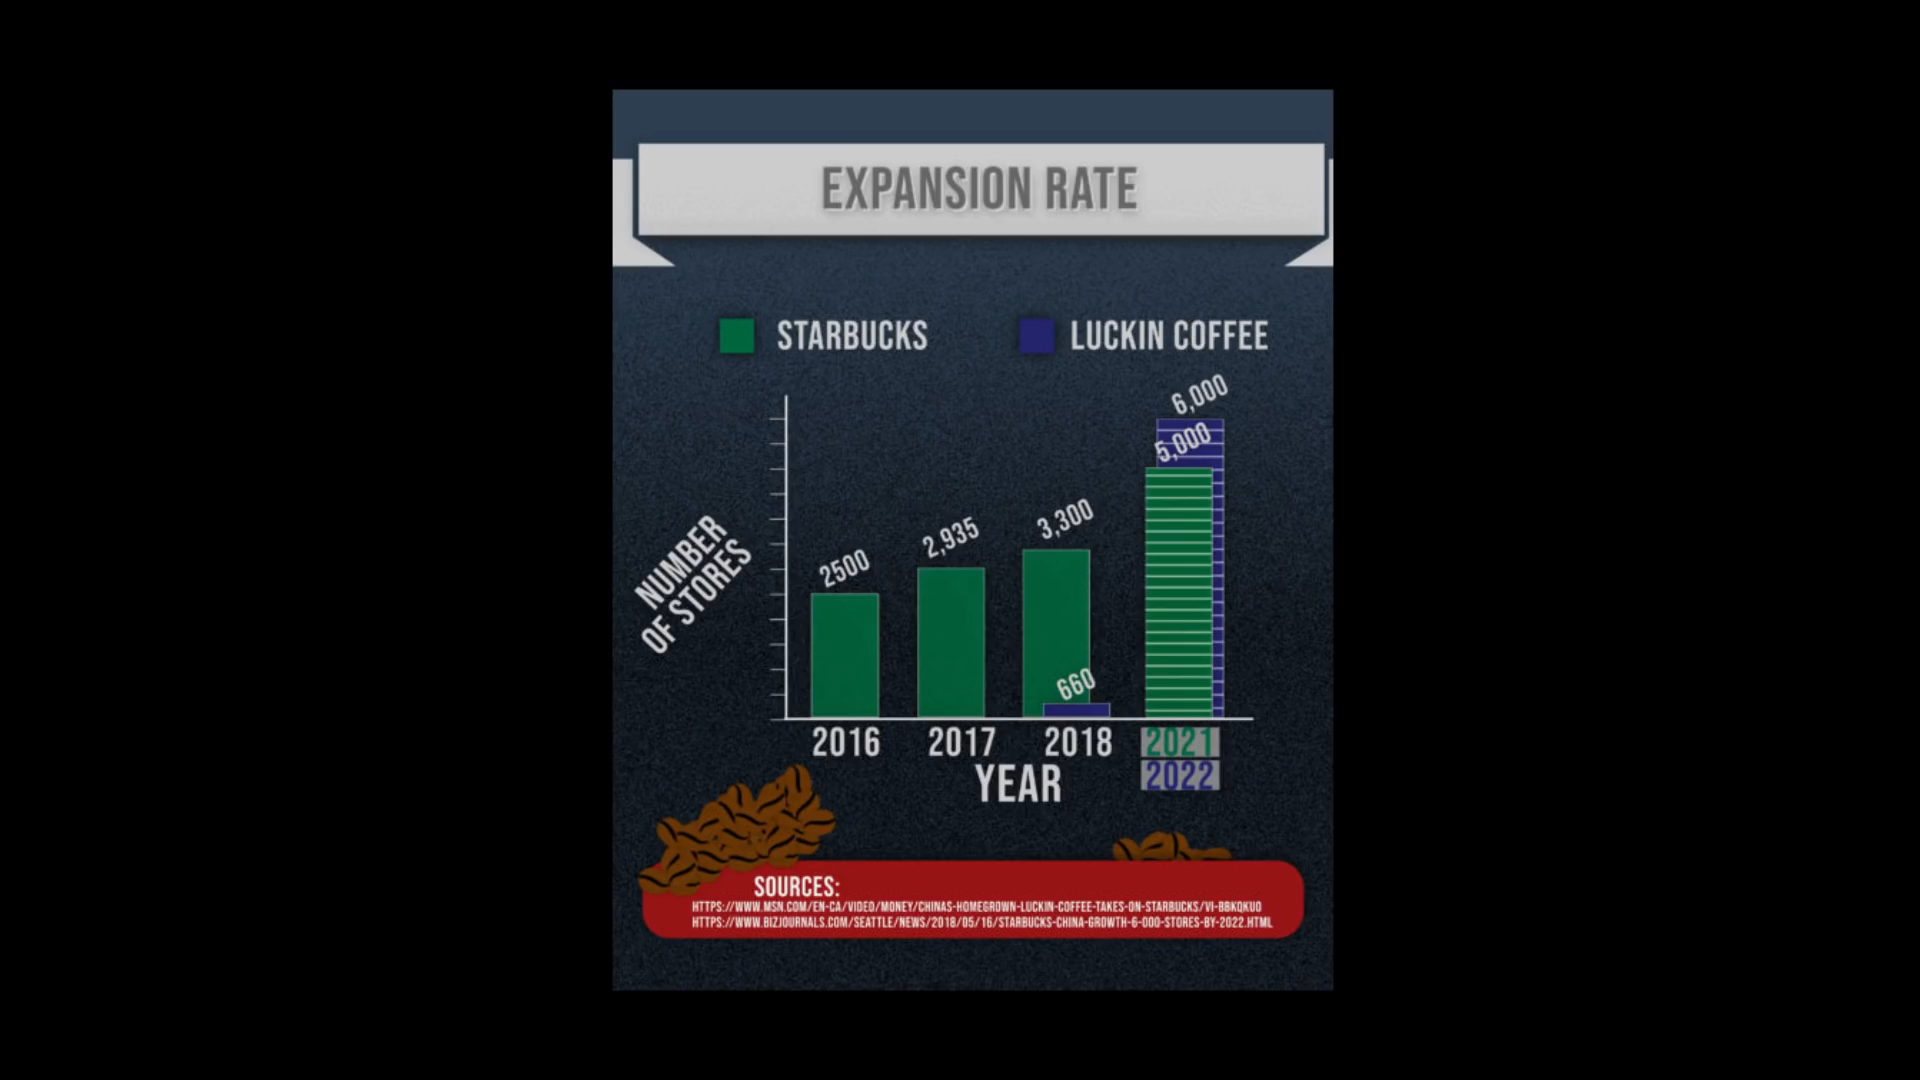 EXPANSION RATE
STARBUCKS
LUCKIN COFFEE
6,000
5,000
3,300
2,935
2500
660
NUMBER
OF STORES
2016
2017
2018
2021
2022
YEAR
SOURCES:
HTTPS://WWW.MSN.COM/EN-CA/VIDEO/MONEY/CHINAS-HOMEGROWN-LUCKIN-COFFEE-TAKES-ON-STARBUCKS/VI-BBKQKUO
HTTPS://WWW.BIZJOURNALS.COM/SEATTLE/NEWS/2018/05/16/STARBUCKS-CHINA-GROWTH-6-000-STORES-BY-2022.HTML